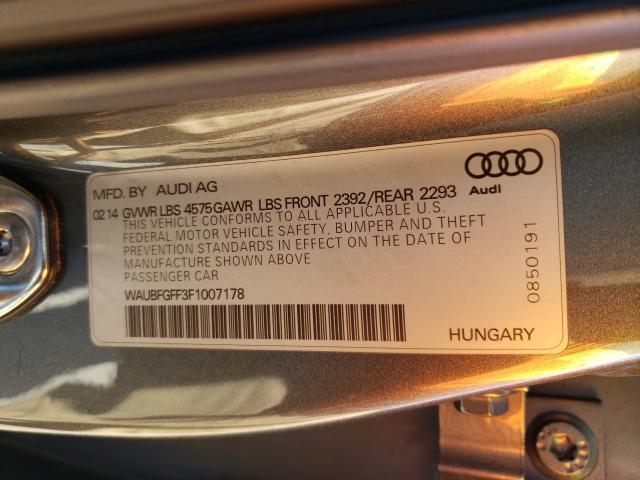 MFD. BY AUDI AG
Audi
02 14 GVWR LBS 4575 GAWR LBS FRONT 2392/REAR 2293
THIS VEHICLE CONFORMS TO ALL APPLICABLE U.S.
FEDERAL MOTOR VEHICLE SAFETY, BUMPER AND THEFT
PREVENTION STANDARDS IN EFFECT ON THE DATE OF
MANUFACTURE SHOWN ABOVE
PASSENGER CAR
WAUBFGFF3F1007178
HUNGARY
0850191